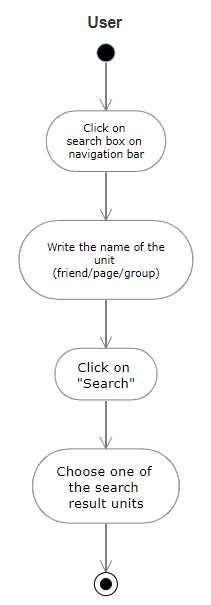 User
Click on
search box on
navigation bar
Write the name of the
unit
(friend/page/group)
Click on
"Search"
Choose one of
the search
result units